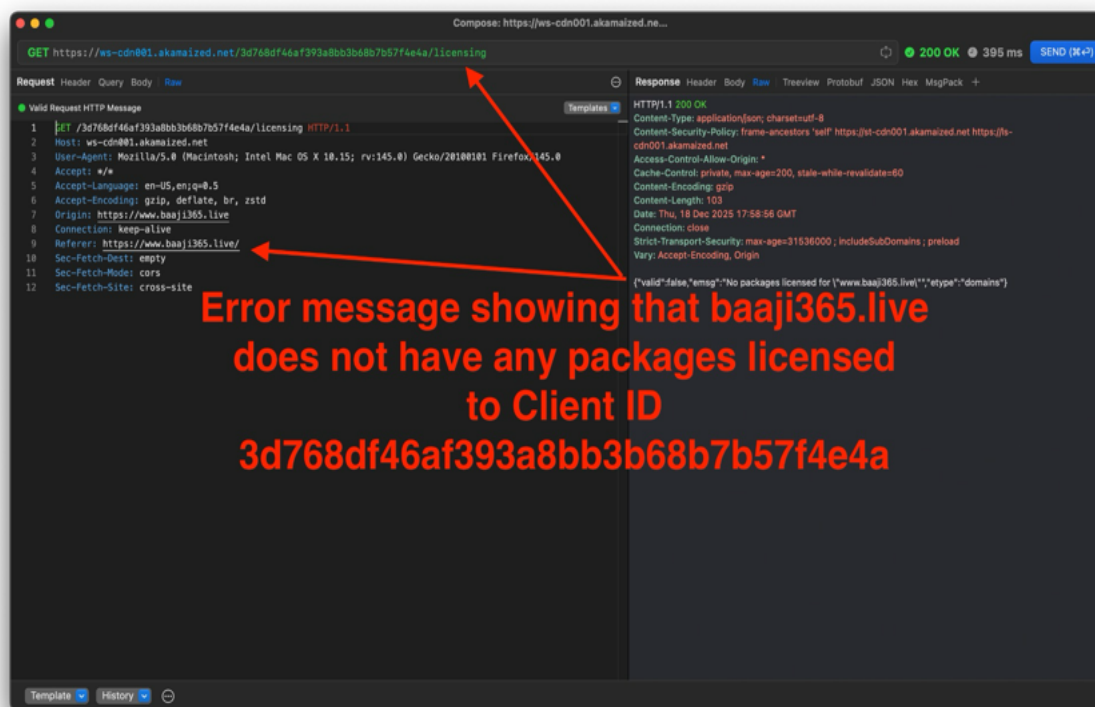 Compose: https://ws-cdn001.akamaized.ne...
GET https://ws-cdn001.akamaized.net/3d768df46af393a8bb3b68b7b57f4e4a/licensing
200 OK 395 ms SEND (⌘⏎)
Request Header Query Body Raw
Valid Request HTTP Message Templates
1 GET /3d768df46af393a8bb3b68b7b57f4e4a/licensing HTTP/1.1
2 Host: ws-cdn001.akamaized.net
3 User-Agent: Mozilla/5.0 (Macintosh; Intel Mac OS X 10.15; rv:145.0) Gecko/20100101 Firefox/145.0
4 Accept: */*
5 Accept-Language: en-US,en;q=0.5
6 Accept-Encoding: gzip, deflate, br, zstd
7 Origin: https://www.baaji365.live
8 Connection: keep-alive
9 Referer: https://www.baaji365.live/
10 Sec-Fetch-Dest: empty
11 Sec-Fetch-Mode: cors
12 Sec-Fetch-Site: cross-site
Response Header Body Raw Treeview Protobuf JSON Hex MsgPack +
HTTP/1.1 200 OK
Content-Type: application/json; charset=utf-8
Content-Security-Policy: frame-ancestors 'self' https://st-cdn001.akamaized.net https://ls-
cdn001.akamaized.net
Access-Control-Allow-Origin: *
Cache-Control: private, max-age=200, stale-while-revalidate=60
Content-Encoding: gzip
Content-Length: 103
Date: Thu, 18 Dec 2025 17:58:56 GMT
Connection: close
Strict-Transport-Security: max-age=31536000 ; includeSubDomains ; preload
Vary: Accept-Encoding, Origin
{"valid":false,"emsg":"No packages licensed for \"www.baaji365.live\"","etype":"domains"}
Error message showing that baaji365.live
does not have any packages licensed
to Client ID
3d768df46af393a8bb3b68b7b57f4e4a
Template History